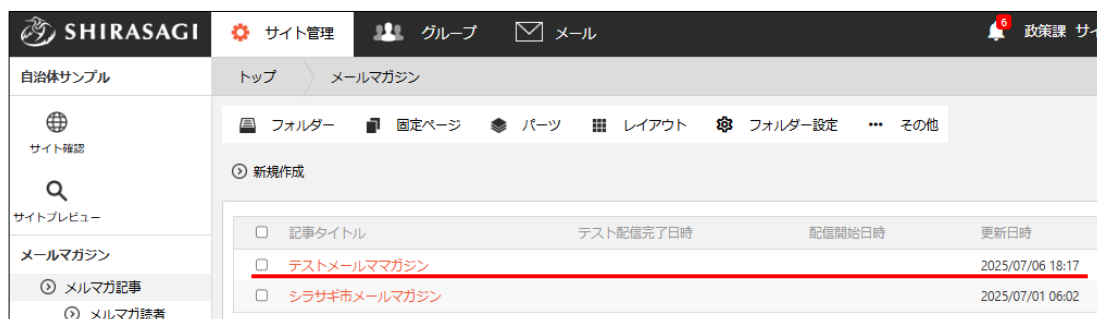 SHIRASAGI サイト管理 グループ メール 6 政策課 サイ
自治体サンプル トップ メールマガジン
フォルダー 固定ページ パーツ レイアウト フォルダー設定 ••• その他
サイト確認
新規作成
サイトプレビュー
記事タイトル テスト配信完了日時 配信開始日時 更新日時
メールマガジン
テストメールママガジン 2025/07/06 18:17
メルマガ記事
シラサギ市メールマガジン 2025/07/01 06:02
メルマガ読者